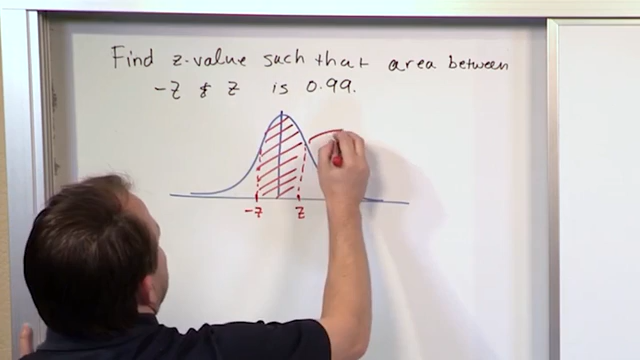 Find z-value such that area between
-z & z is 0.99.
-z z